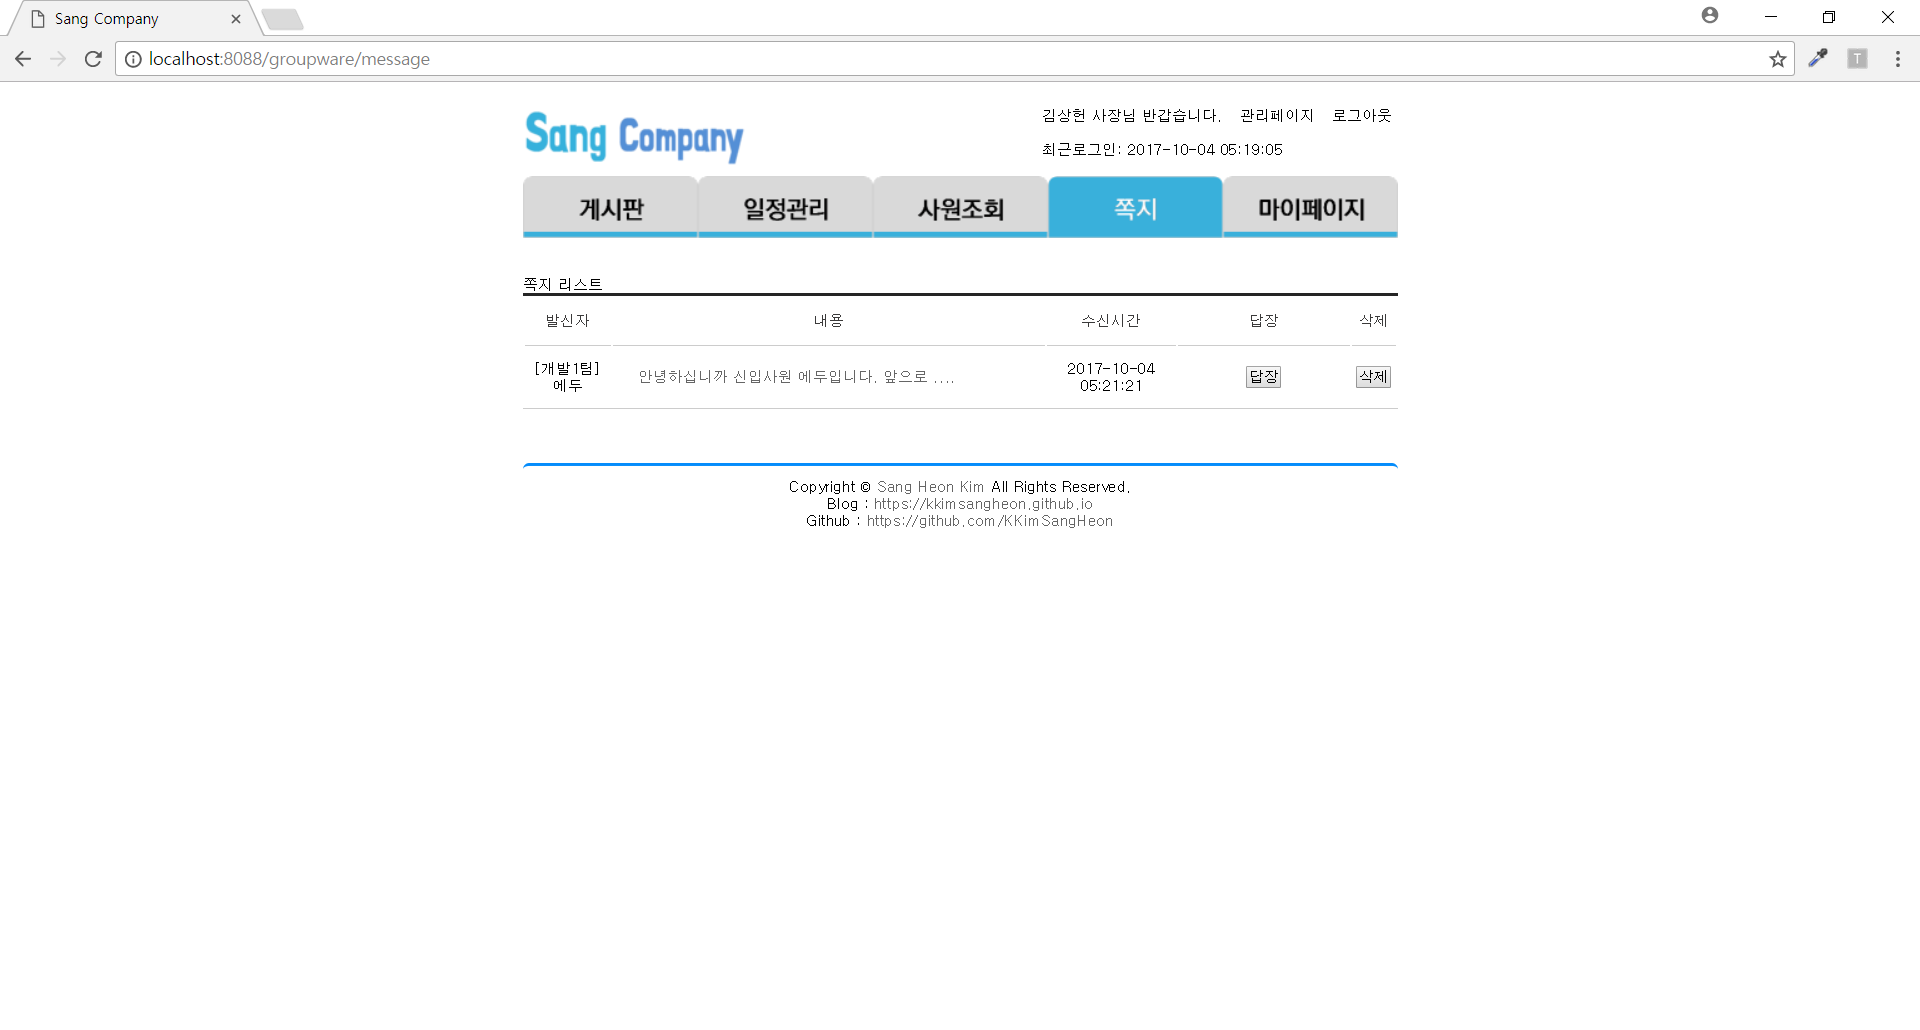 Sang Company
localhost:8088/groupware/message
T
Sang Company
김상헌 사장님 반갑습니다. 관리페이지 로그아웃
최근로그인: 2017-10-04 05:19:05
게시판 일정관리 사원조회 쪽지 마이페이지
쪽지 리스트
발신자 내용 수신시간 답장 삭제
[개발1팀]
에두
안녕하십니까 신입사원 에두입니다. 앞으로 ....
2017-10-04
05:21:21
답장 삭제
Copyright © Sang Heon Kim All Rights Reserved.
Blog : https://kkimsangheon.github.io
Github : https://github.com/KKimSangHeon